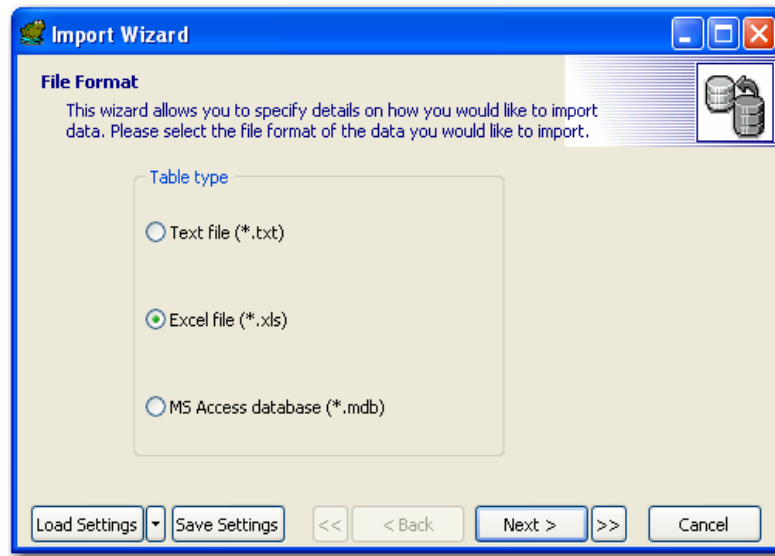 Import Wizard
File Format
This wizard allows you to specify details on how you would like to import
data. Please select the file format of the data you would like to import.
Table type
Text file (*.txt)
Excel file (*.xls)
MS Access database (*.mdb)
Load Settings Save Settings << < Back Next > >> Cancel